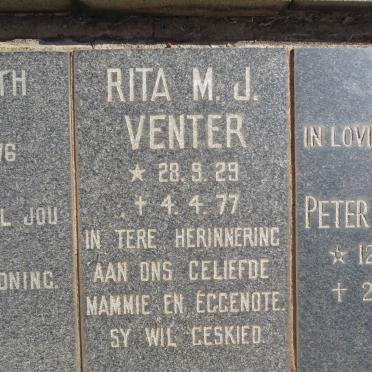 TH
76
L JOU
ONING.
RITA M. J.
VENTER
★ 28.9.29
✝ 4.4.77
IN TERE HERINNERING
AAN ONS GELIEFDE
MAMMIE EN EGGENOTE.
SY WIL GESKIED.
IN LOVI
PETER
★ 12
✝ 2